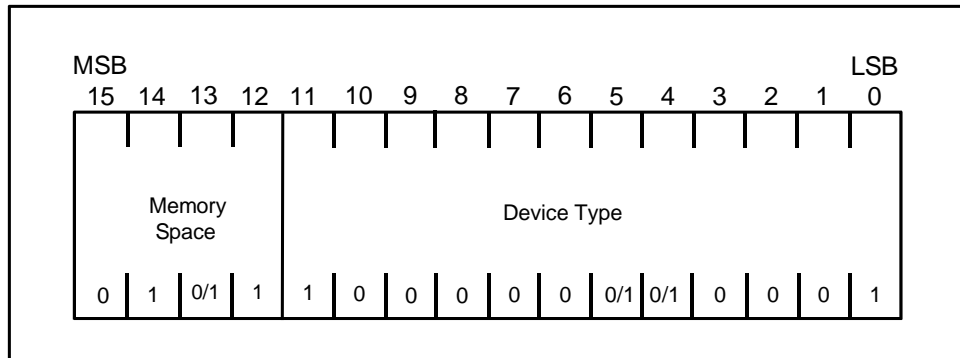 MSB LSB
15 14 13 12 11 10 9 8 7 6 5 4 3 2 1 0
Memory
Space
Device Type
0 1 0/1 1 1 0 0 0 0 0 0/1 0/1 0 0 0 1